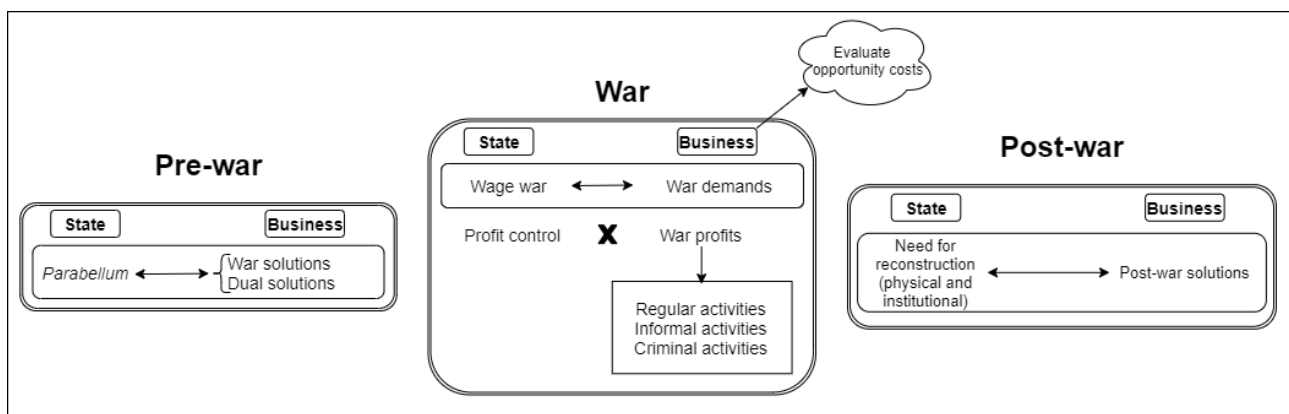 Pre-war
State
Business
Parabellum
War solutions
Dual solutions
War
Evaluate
opportunity costs
State
Business
Wage war
War demands
Profit control
X
War profits
Regular activities
Informal activities
Criminal activities
Post-war
State
Business
Need for
reconstruction
(physical and
institutional)
Post-war solutions